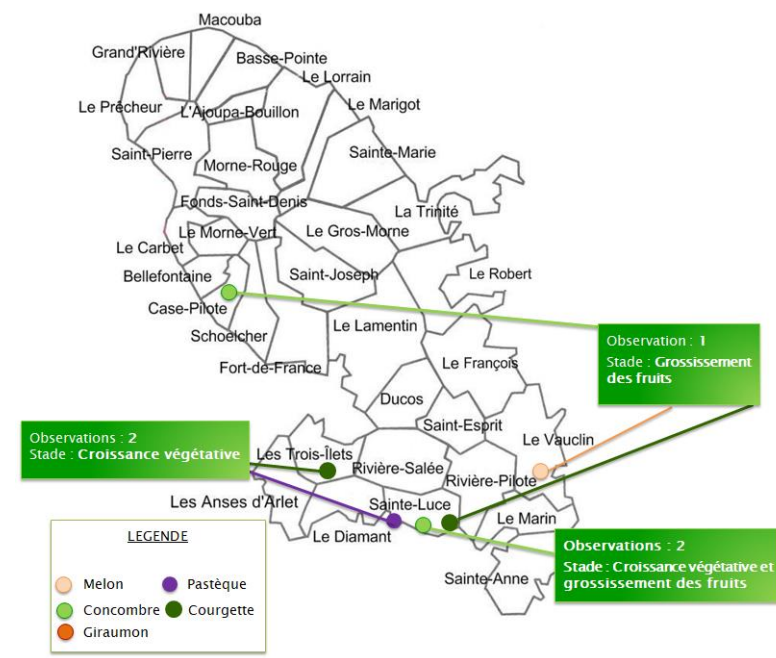 Macouba
Grand'Rivière
Basse-Pointe
Le Lorrain
Le Prêcheur
L'Ajoupa-Bouillon
Le Marigot
Saint-Pierre
Morne-Rouge
Sainte-Marie
Fonds-Saint-Denis
La Trinité
Le Carbet
Le Morne-Vert
Le Gros-Morne
Bellefontaine
Saint-Joseph
Le Robert
Case-Pilote
Schoelcher
Le Lamentin
Fort-de-France
Le François
Observation : 1
Stade : Grossissement
des fruits
Ducos
Saint-Esprit
Le Vauclin
Observations : 2
Stade : Croissance végétative
Les Trois-Îlets
Rivière-Salée
Rivière-Pilote
Les Anses d'Arlet
Sainte-Luce
Le Marin
Le Diamant
Sainte-Anne
Observations : 2
Stade : Croissance végétative et
grossissement des fruits
LEGENDE
Melon
Pastèque
Concombre
Courgette
Giraumon